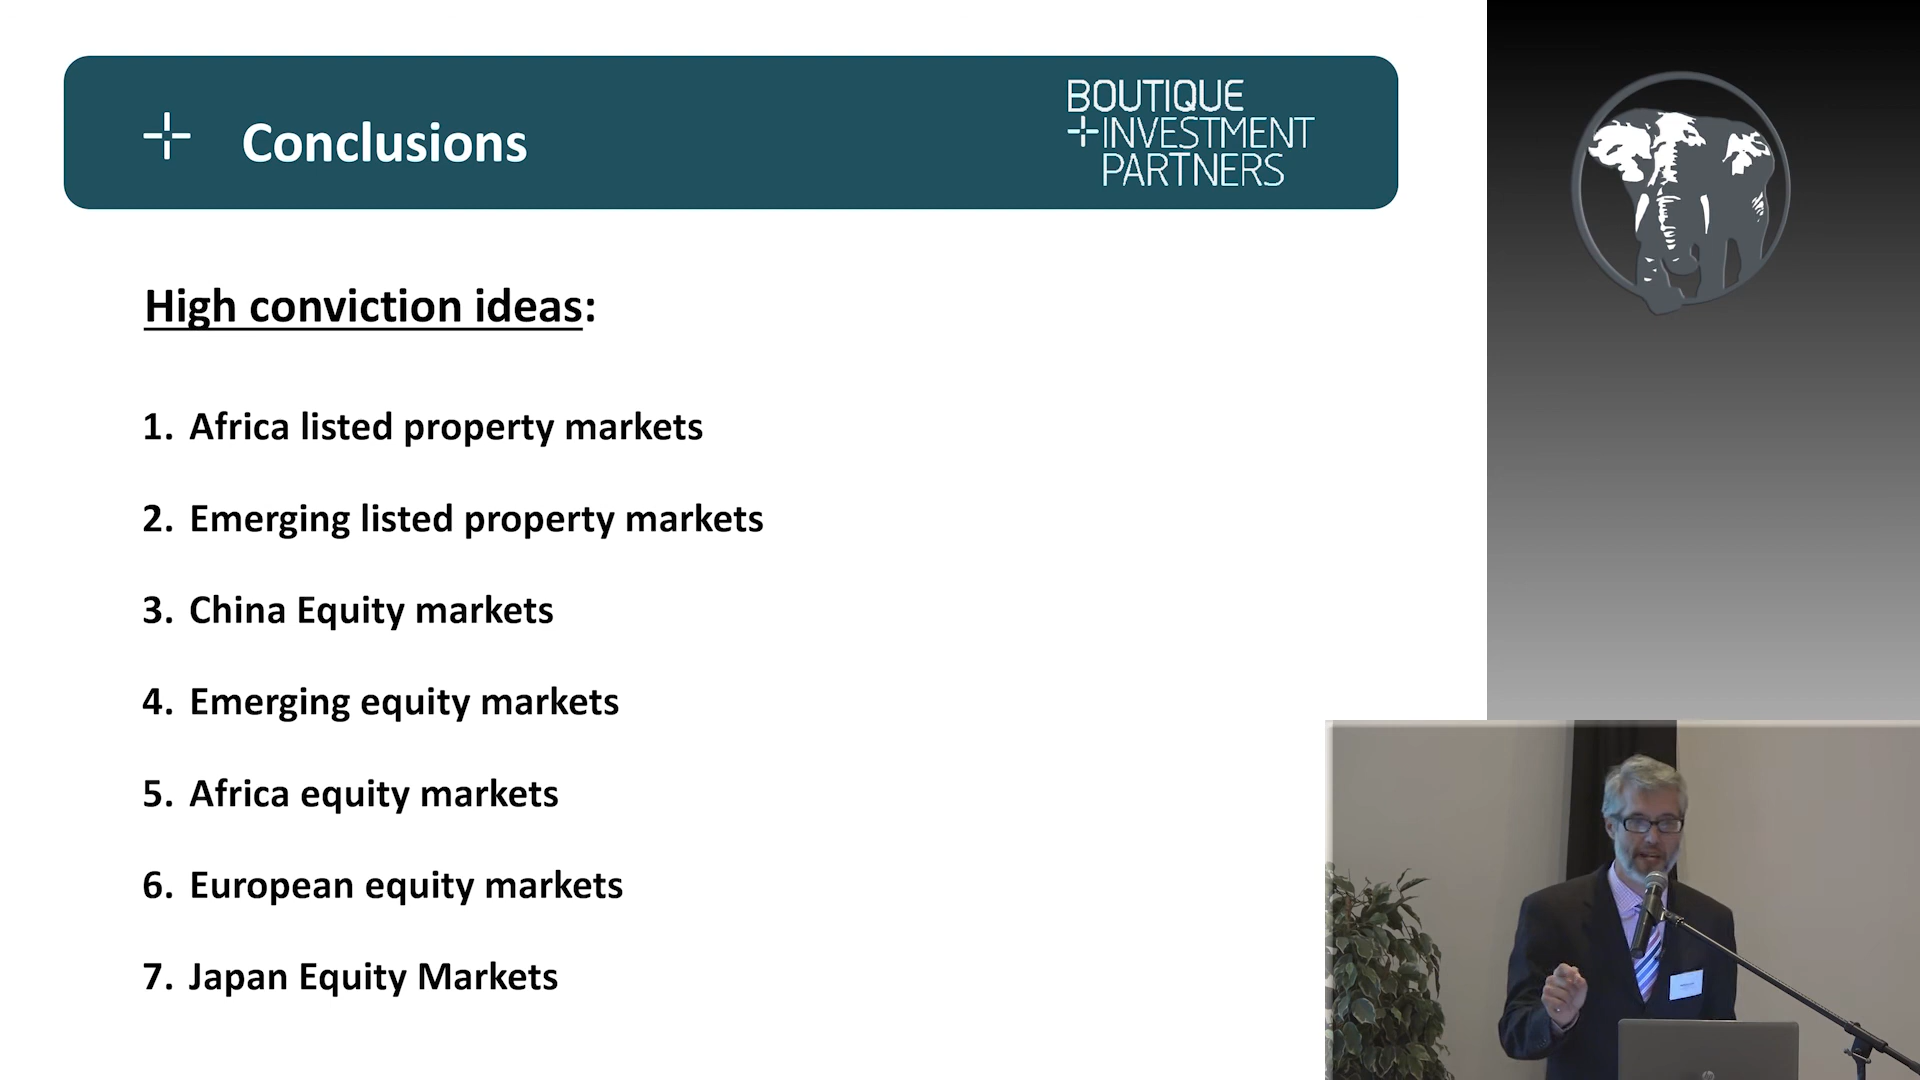 Conclusions
BOUTIQUE
INVESTMENT
PARTNERS
High conviction ideas:
1. Africa listed property markets
2. Emerging listed property markets
3. China Equity markets
4. Emerging equity markets
5. Africa equity markets
6. European equity markets
7. Japan Equity Markets